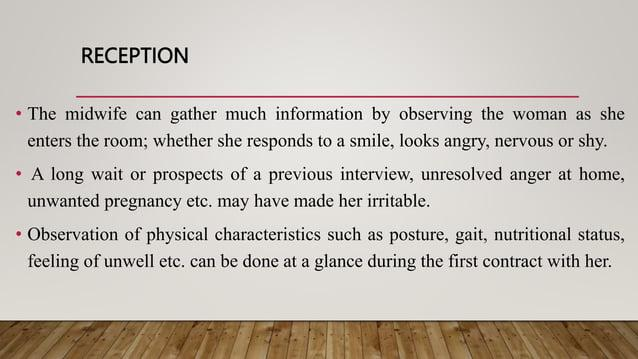 RECEPTION
• The midwife can gather much information by observing the woman as she
enters the room; whether she responds to a smile, looks angry, nervous or shy.
• A long wait or prospects of a previous interview, unresolved anger at home,
unwanted pregnancy etc. may have made her irritable.
• Observation of physical characteristics such as posture, gait, nutritional status,
feeling of unwell etc. can be done at a glance during the first contract with her.